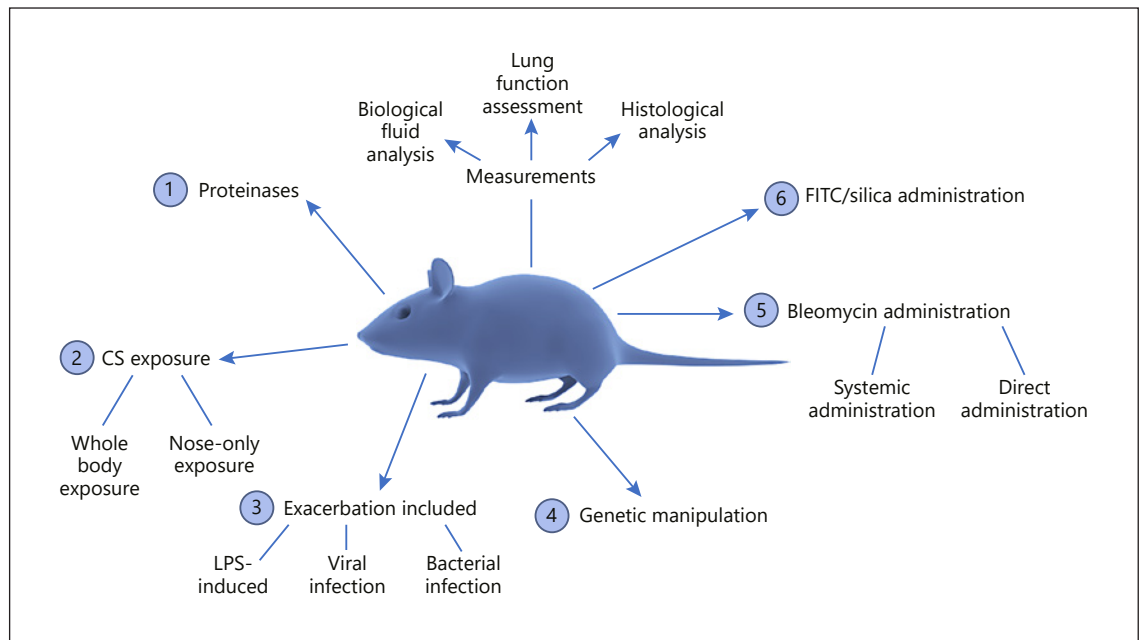 Lung
function
assessment
Biological
fluid
analysis
Histological
analysis
Measurements
1 Proteinases
6 FITC/silica administration
5 Bleomycin administration
Systemic
administration
Direct
administration
2 CS exposure
Whole
body
exposure
Nose-only
exposure
3 Exacerbation included
LPS-
induced
Viral
infection
Bacterial
infection
4 Genetic manipulation